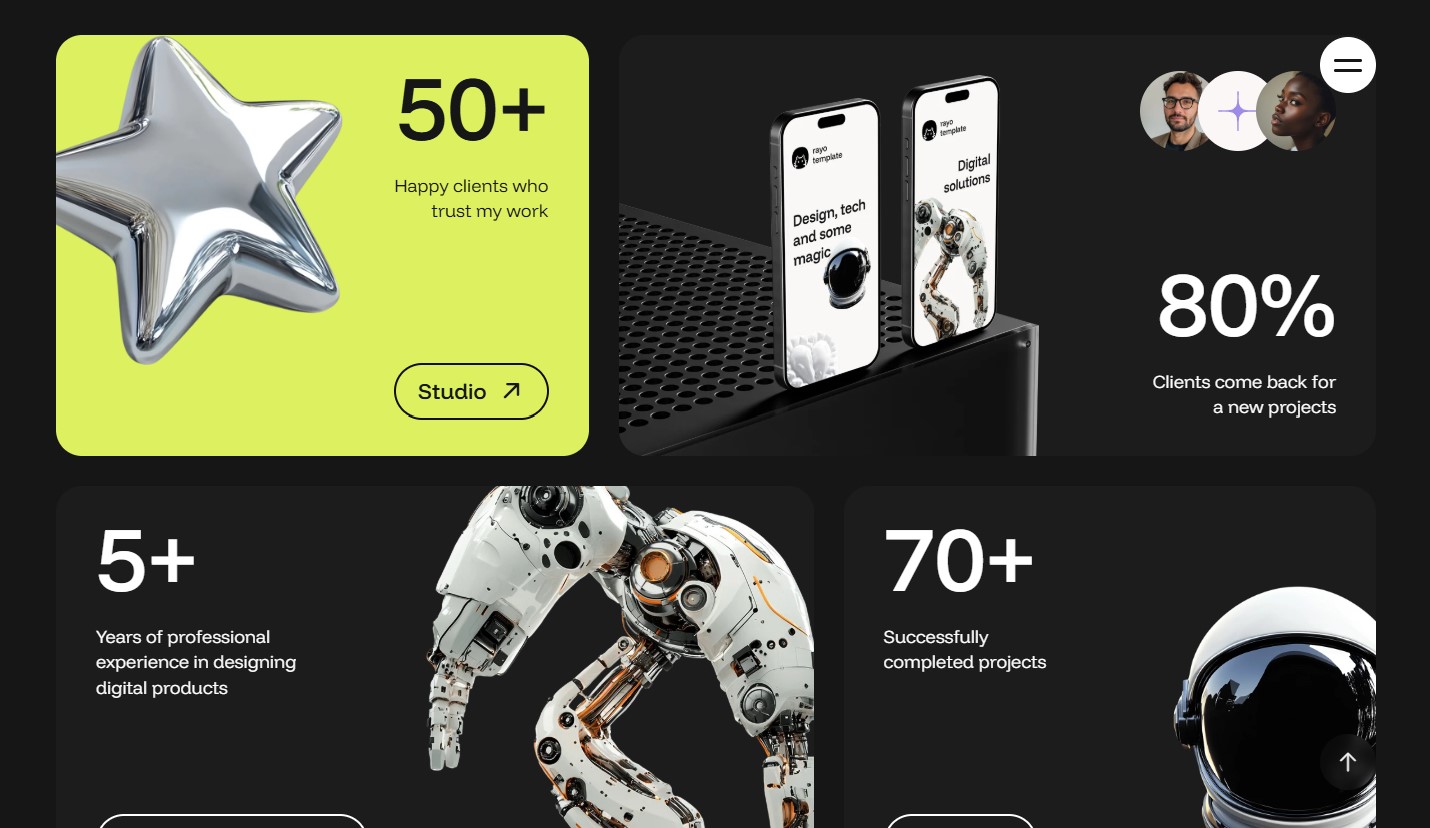 50+
Happy clients who
trust my work
Studio
rayo
template
Design, tech
and some
magic
rayo
template
Digital
solutions
80%
Clients come back for
a new projects
5+
Years of professional
experience in designing
digital products
70+
Successfully
completed projects